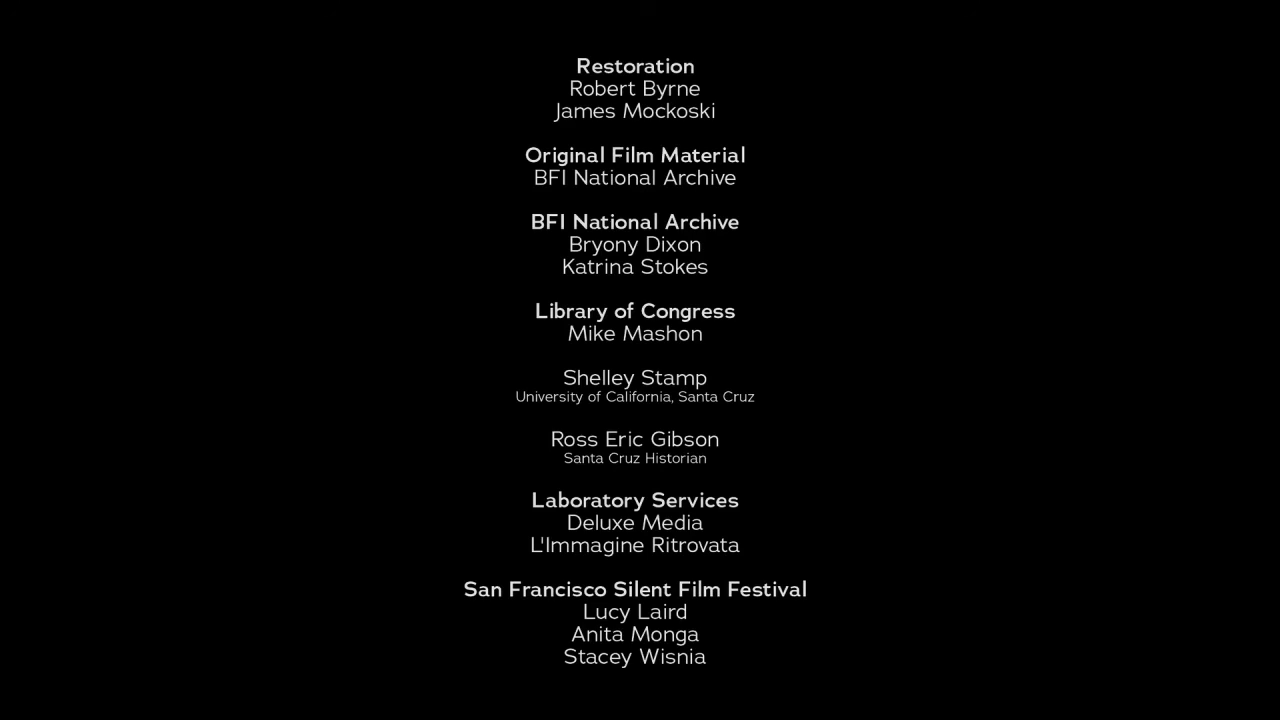 Restoration
Robert Byrne
James Mockoski
Original Film Material
BFI National Archive
BFI National Archive
Bryony Dixon
Katrina Stokes
Library of Congress
Mike Mashon
Shelley Stamp
University of California, Santa Cruz
Ross Eric Gibson
Santa Cruz Historian
Laboratory Services
Deluxe Media
L'Immagine Ritrovata
San Francisco Silent Film Festival
Lucy Laird
Anita Monga
Stacey Wisnia